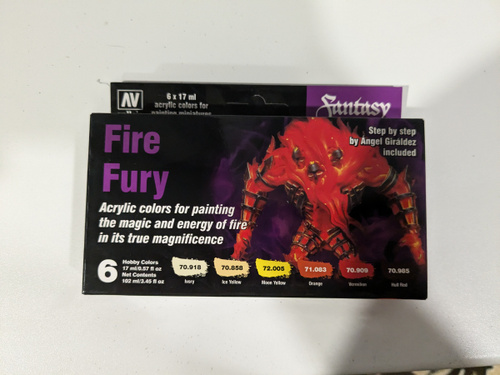 AV
6 x 17 ml
acrylic colors for
painting miniatures
Fantasy
Fire
Fury
Step by step
by Ángel Giráldez
included
Acrylic colors for painting
the magic and energy of fire
in its true magnificence
6
Hobby Colors
17 ml/0.57 fl oz
Net Contents
102 ml/3.45 fl oz
70.918
70.858
72.005
71.083
70.909
70.985
Ivory
Ice Yellow
Moon Yellow
Orange
Vermilion
Hull Red